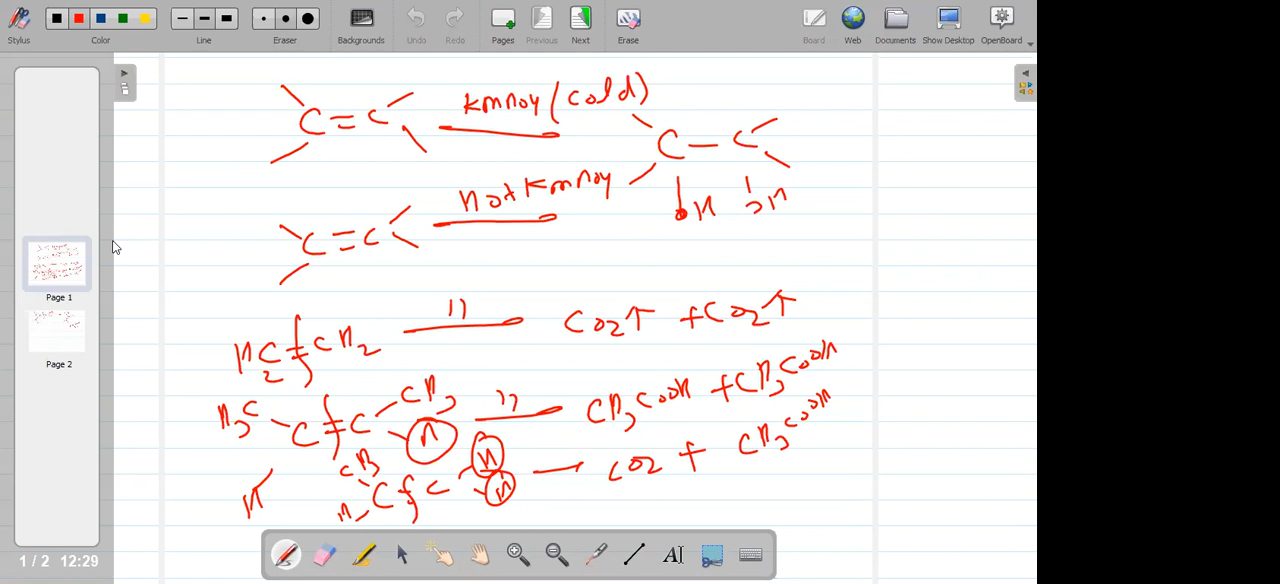 Stylus Color Line Eraser Backgrounds Undo Redo Pages Previous Next Erase Board Web Documents Show Desktop OpenBoard
C=C KMnO4(cold) C-C
OH OH
C=C hot KMnO4
H2C=CH2 11 CO2↑ + CO2↑
H3C C=C CH3 H 11 CH3COOH + CH3COOH
CH3 H C=C H H CO2 + CH3COOH
H
Page 1
Page 2
1 / 2 12:29